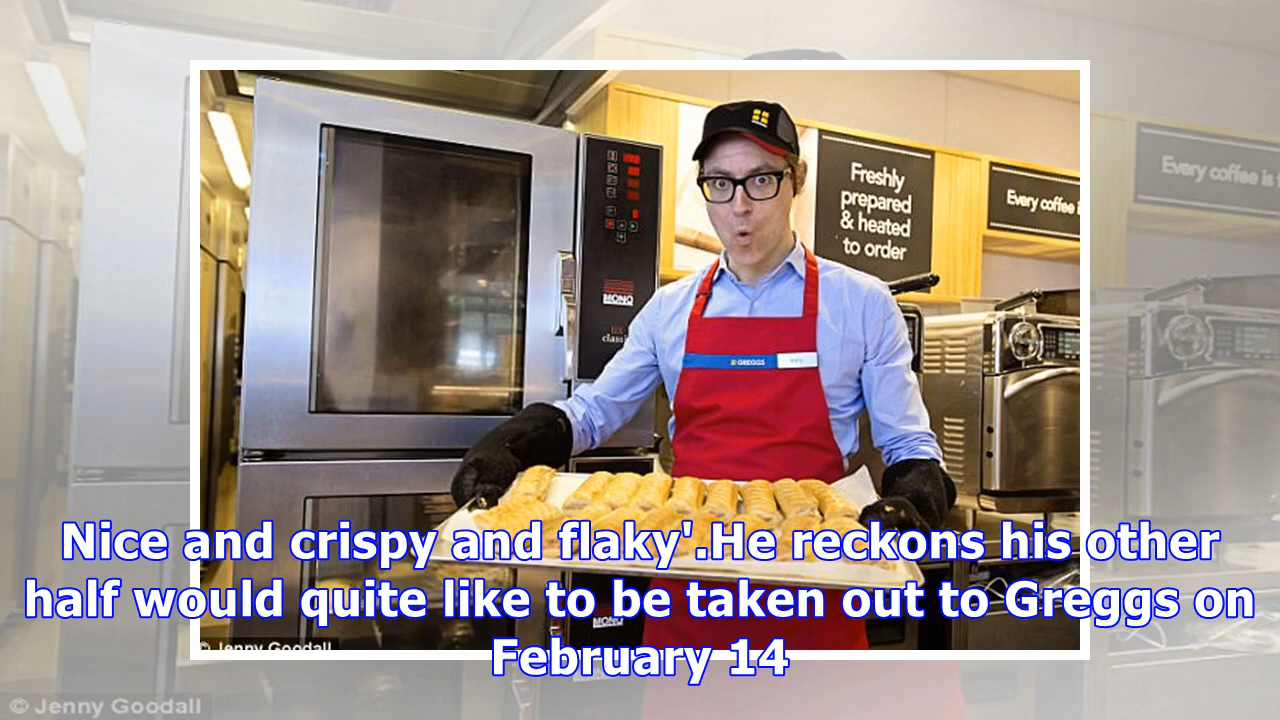 Freshly
prepared
& heated
to order
Every coffee i
Every coffee is
MONO
classic
GREGGS
Nice and crispy and flaky'.He reckons his other
half would quite like to be taken out to Greggs on
February 14
MONO
© Jenny Goodall
© Jenny Goodall